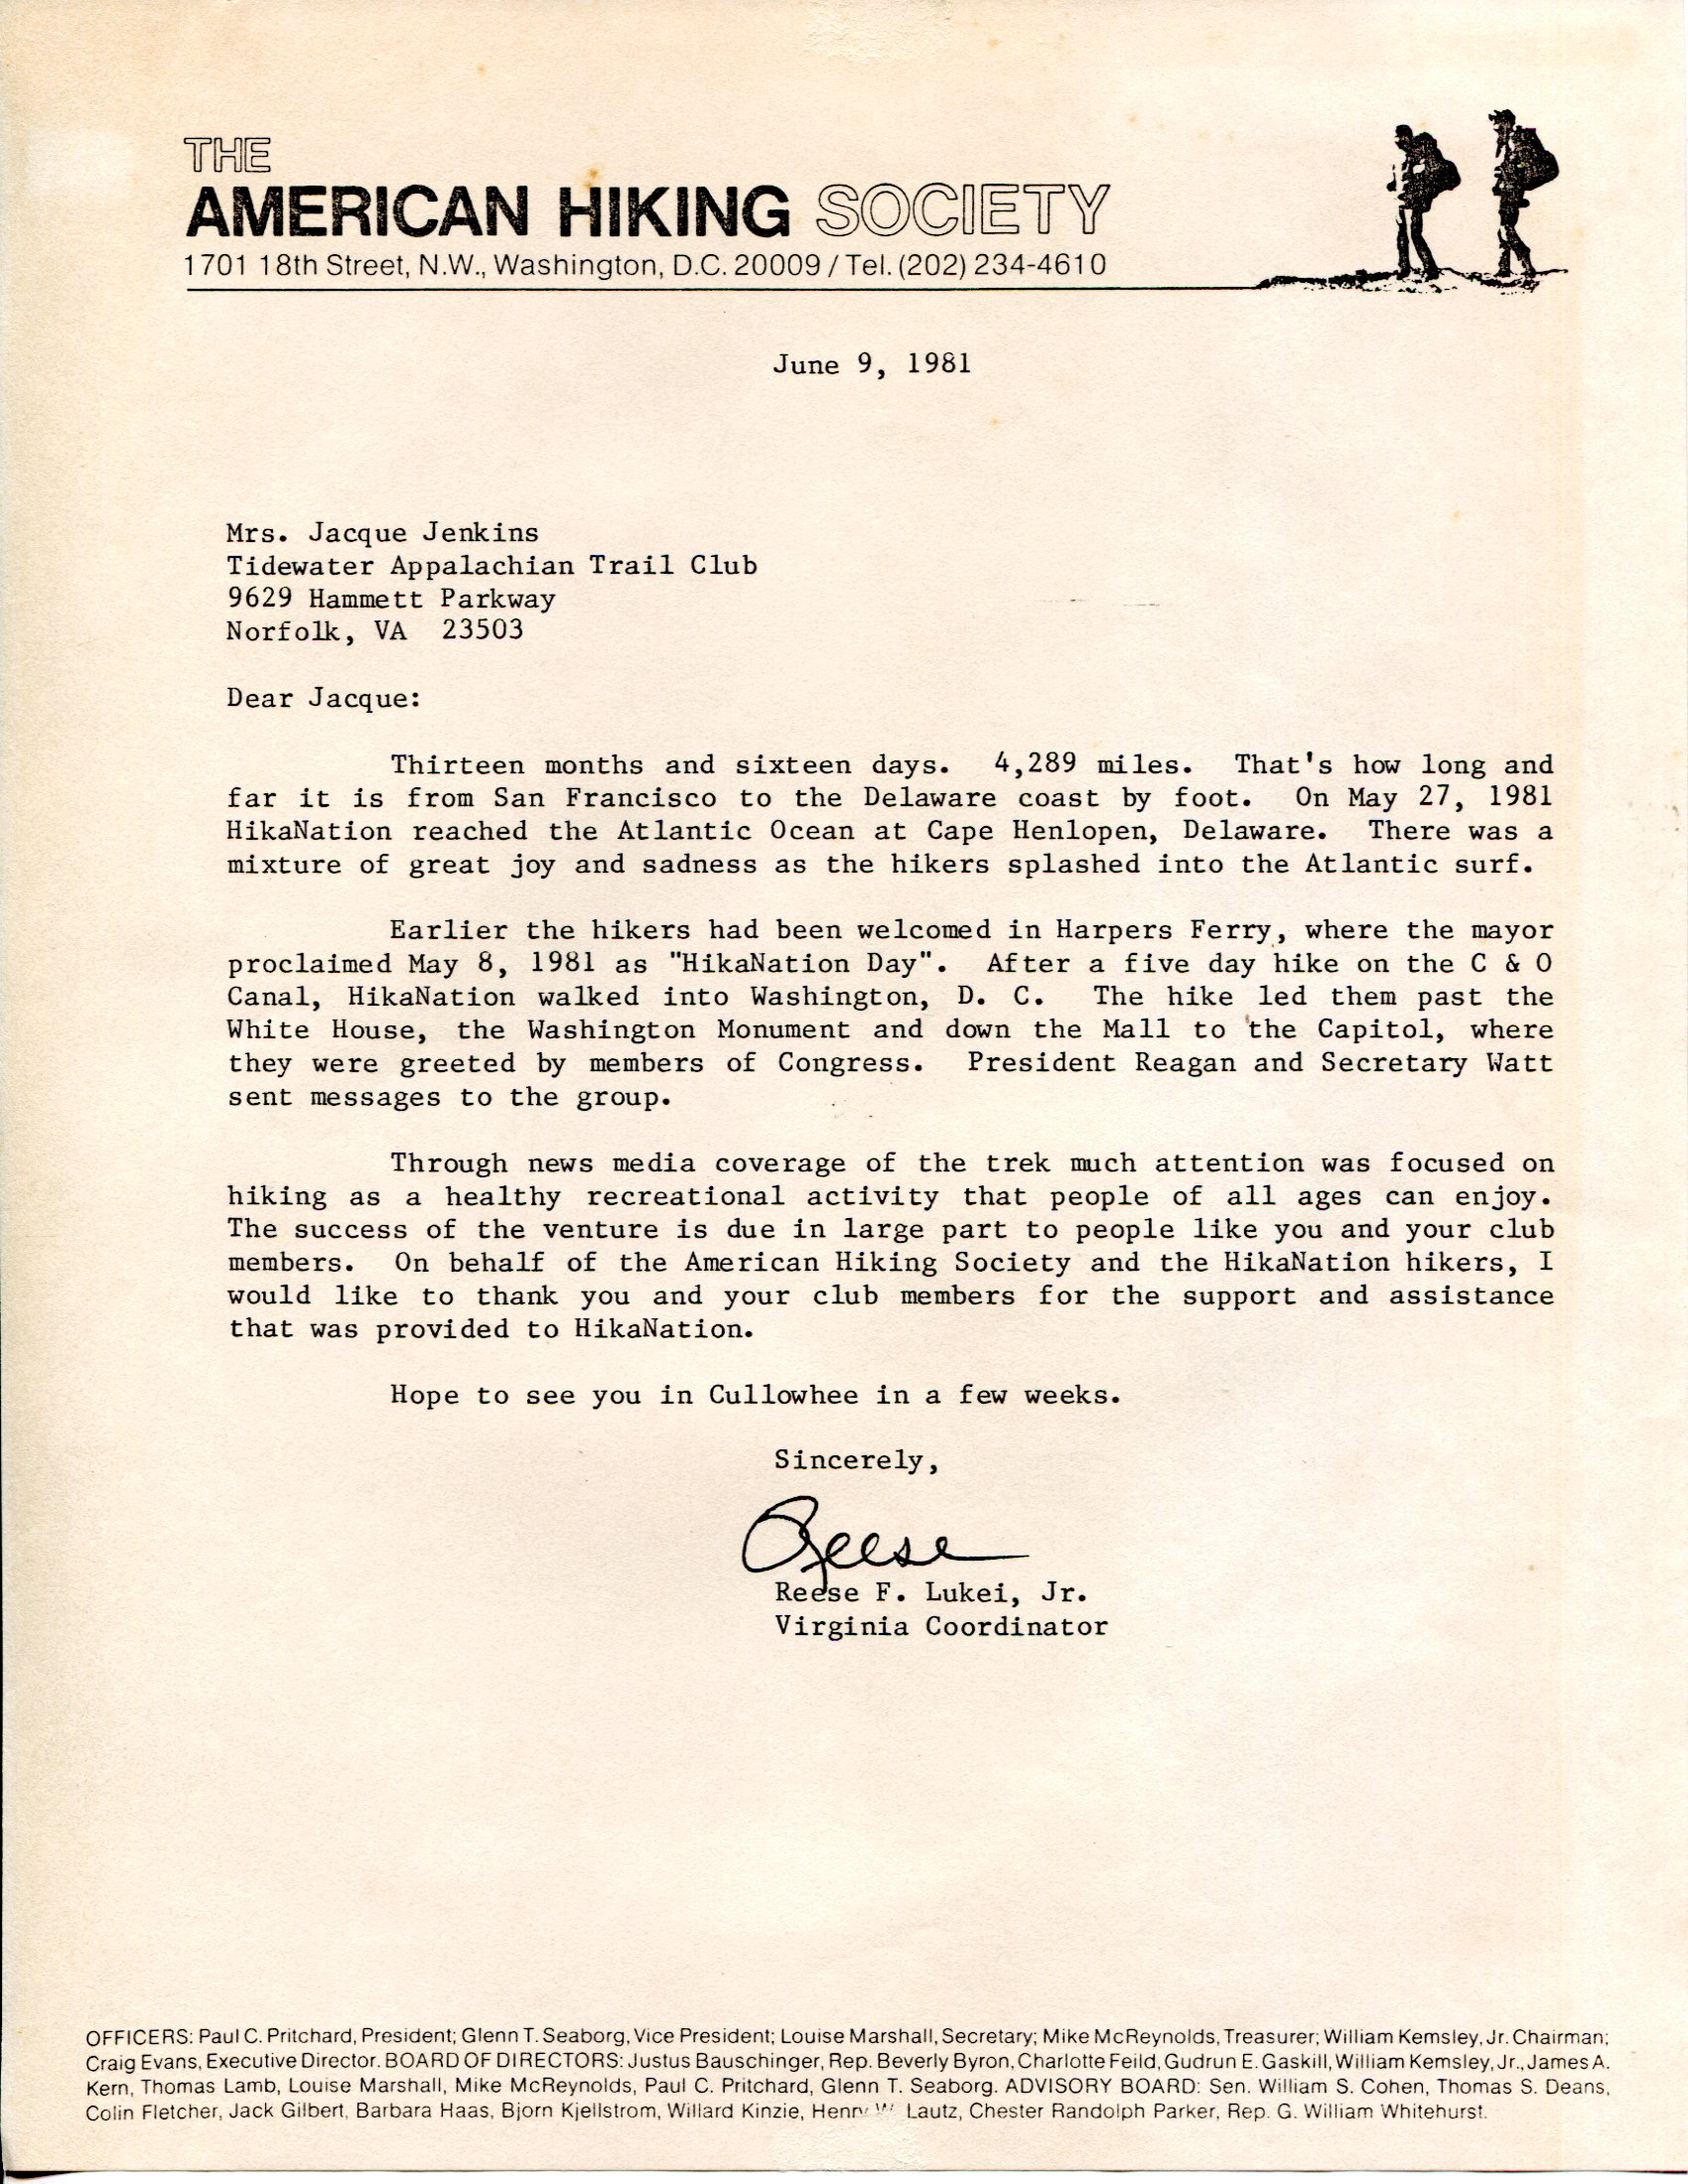 THE
AMERICAN HIKING SOCIETY
1701 18th Street, N.W., Washington, D.C. 20009 / Tel. (202) 234-4610
June 9, 1981
Mrs. Jacque Jenkins
Tidewater Appalachian Trail Club
9629 Hammett Parkway
Norfolk, VA  23503
Dear Jacque:
Thirteen months and sixteen days.  4,289 miles.  That's how long and
far it is from San Francisco to the Delaware coast by foot.  On May 27, 1981
HikaNation reached the Atlantic Ocean at Cape Henlopen, Delaware.  There was a
mixture of great joy and sadness as the hikers splashed into the Atlantic surf.
Earlier the hikers had been welcomed in Harpers Ferry, where the mayor
proclaimed May 8, 1981 as "HikaNation Day".  After a five day hike on the C & O
Canal, HikaNation walked into Washington, D. C.  The hike led them past the
White House, the Washington Monument and down the Mall to the Capitol, where
they were greeted by members of Congress.  President Reagan and Secretary Watt
sent messages to the group.
Through news media coverage of the trek much attention was focused on
hiking as a healthy recreational activity that people of all ages can enjoy.
The success of the venture is due in large part to people like you and your club
members.  On behalf of the American Hiking Society and the HikaNation hikers, I
would like to thank you and your club members for the support and assistance
that was provided to HikaNation.
Hope to see you in Cullowhee in a few weeks.
Sincerely,
Reese
Reese F. Lukei, Jr.
Virginia Coordinator
OFFICERS: Paul C. Pritchard, President; Glenn T. Seaborg, Vice President; Louise Marshall, Secretary; Mike McReynolds, Treasurer; William Kemsley, Jr. Chairman;
Craig Evans, Executive Director. BOARD OF DIRECTORS: Justus Bauschinger, Rep. Beverly Byron, Charlotte Feild, Gudrun E. Gaskill, William Kemsley, Jr., James A.
Kern, Thomas Lamb, Louise Marshall, Mike McReynolds, Paul C. Pritchard, Glenn T. Seaborg. ADVISORY BOARD: Sen. William S. Cohen, Thomas S. Deans,
Colin Fletcher, Jack Gilbert, Barbara Haas, Bjorn Kjellstrom, Willard Kinzie, Henry W. Lautz, Chester Randolph Parker, Rep. G. William Whitehurst.